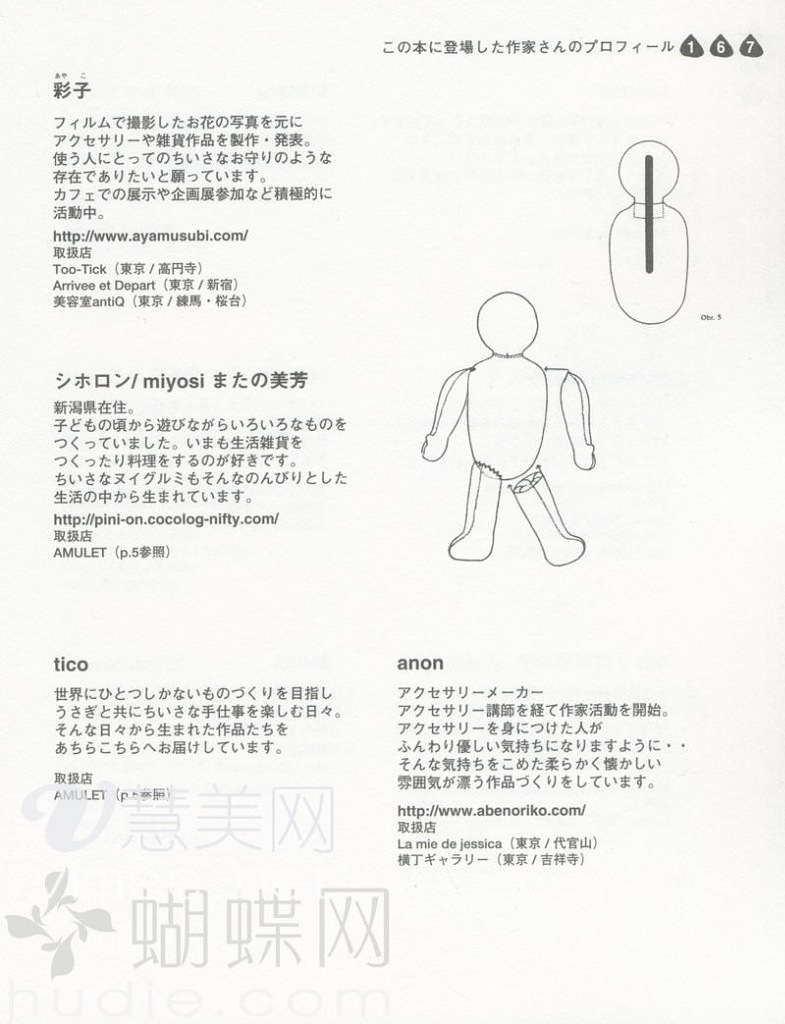 この本に登場した作家さんのプロフィール 1 6 7
あや こ
彩子
フィルムで撮影したお花の写真を元に
アクセサリーや雑貨作品を製作・発表。
使う人にとってのちいさなお守りのような
存在でありたいと願っています。
カフェでの展示や企画展参加など積極的に
活動中。
http://www.ayamusubi.com/
取扱店
Too-Tick（東京 / 高円寺）
Arrivee et Depart（東京 / 新宿）
美容室antiQ（東京 / 練馬・桜台）
Obr. 5
シホロン/ miyosi またの美芳
新潟県在住。
子どもの頃から遊びながらいろいろなものを
つくっていました。いまも生活雑貨を
つくったり料理をするのが好きです。
ちいさなヌイグルミもそんなのんびりとした
生活の中から生まれています。
http://pini-on.cocolog-nifty.com/
取扱店
AMULET（p.5参照）
tico
世界にひとつしかないものづくりを目指し
うさぎと共にちいさな手仕事を楽しむ日々。
そんな日々から生まれた作品たちを
あちらこちらへお届けしています。
取扱店
AMULET（p.5参照）
anon
アクセサリーメーカー
アクセサリー講師を経て作家活動を開始。
アクセサリーを身につけた人が
ふんわり優しい気持ちになりますように・・
そんな気持ちをこめた柔らかく懐かしい
雰囲気が漂う作品づくりをしています。
http://www.abenoriko.com/
取扱店
La mie de jessica（東京 / 代官山）
横丁ギャラリー（東京 / 吉祥寺）
慧美网
蝴蝶网
hudie.com